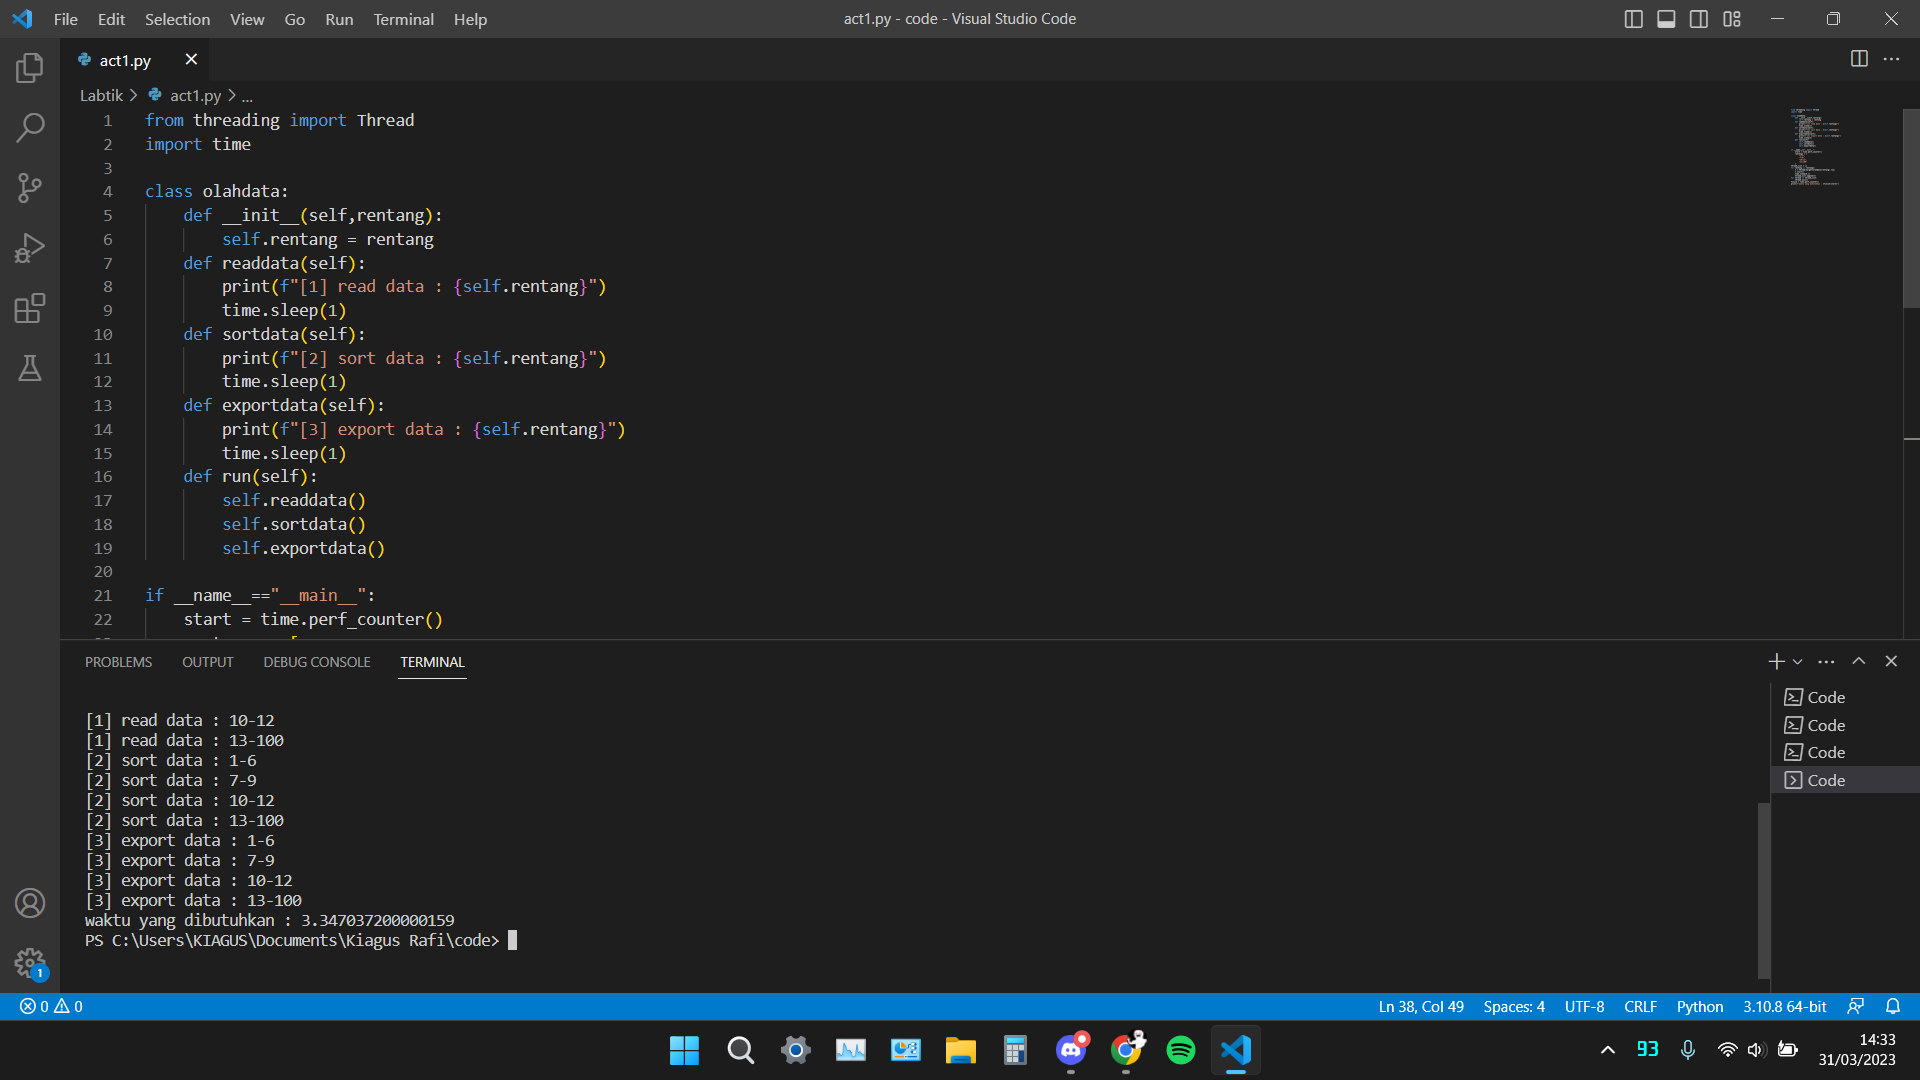 File Edit Selection View Go Run Terminal Help
act1.py - code - Visual Studio Code
act1.py
Labtik > act1.py > ...
1 from threading import Thread
2 import time
3
4 class olahdata:
5 def __init__(self,rentang):
6 self.rentang = rentang
7 def readdata(self):
8 print(f"[1] read data : {self.rentang}")
9 time.sleep(1)
10 def sortdata(self):
11 print(f"[2] sort data : {self.rentang}")
12 time.sleep(1)
13 def exportdata(self):
14 print(f"[3] export data : {self.rentang}")
15 time.sleep(1)
16 def run(self):
17 self.readdata()
18 self.sortdata()
19 self.exportdata()
20
21 if __name__=="__main__":
22 start = time.perf_counter()
PROBLEMS OUTPUT DEBUG CONSOLE TERMINAL
[1] read data : 10-12
[1] read data : 13-100
[2] sort data : 1-6
[2] sort data : 7-9
[2] sort data : 10-12
[2] sort data : 13-100
[3] export data : 1-6
[3] export data : 7-9
[3] export data : 10-12
[3] export data : 13-100
waktu yang dibutuhkan : 3.347037200000159
PS C:\Users\KIAGUS\Documents\Kiagus Rafi\code>
Code
Code
Code
Code
1
0 0
Ln 38, Col 49 Spaces: 4 UTF-8 CRLF Python 3.10.8 64-bit
93
14:33
31/03/2023